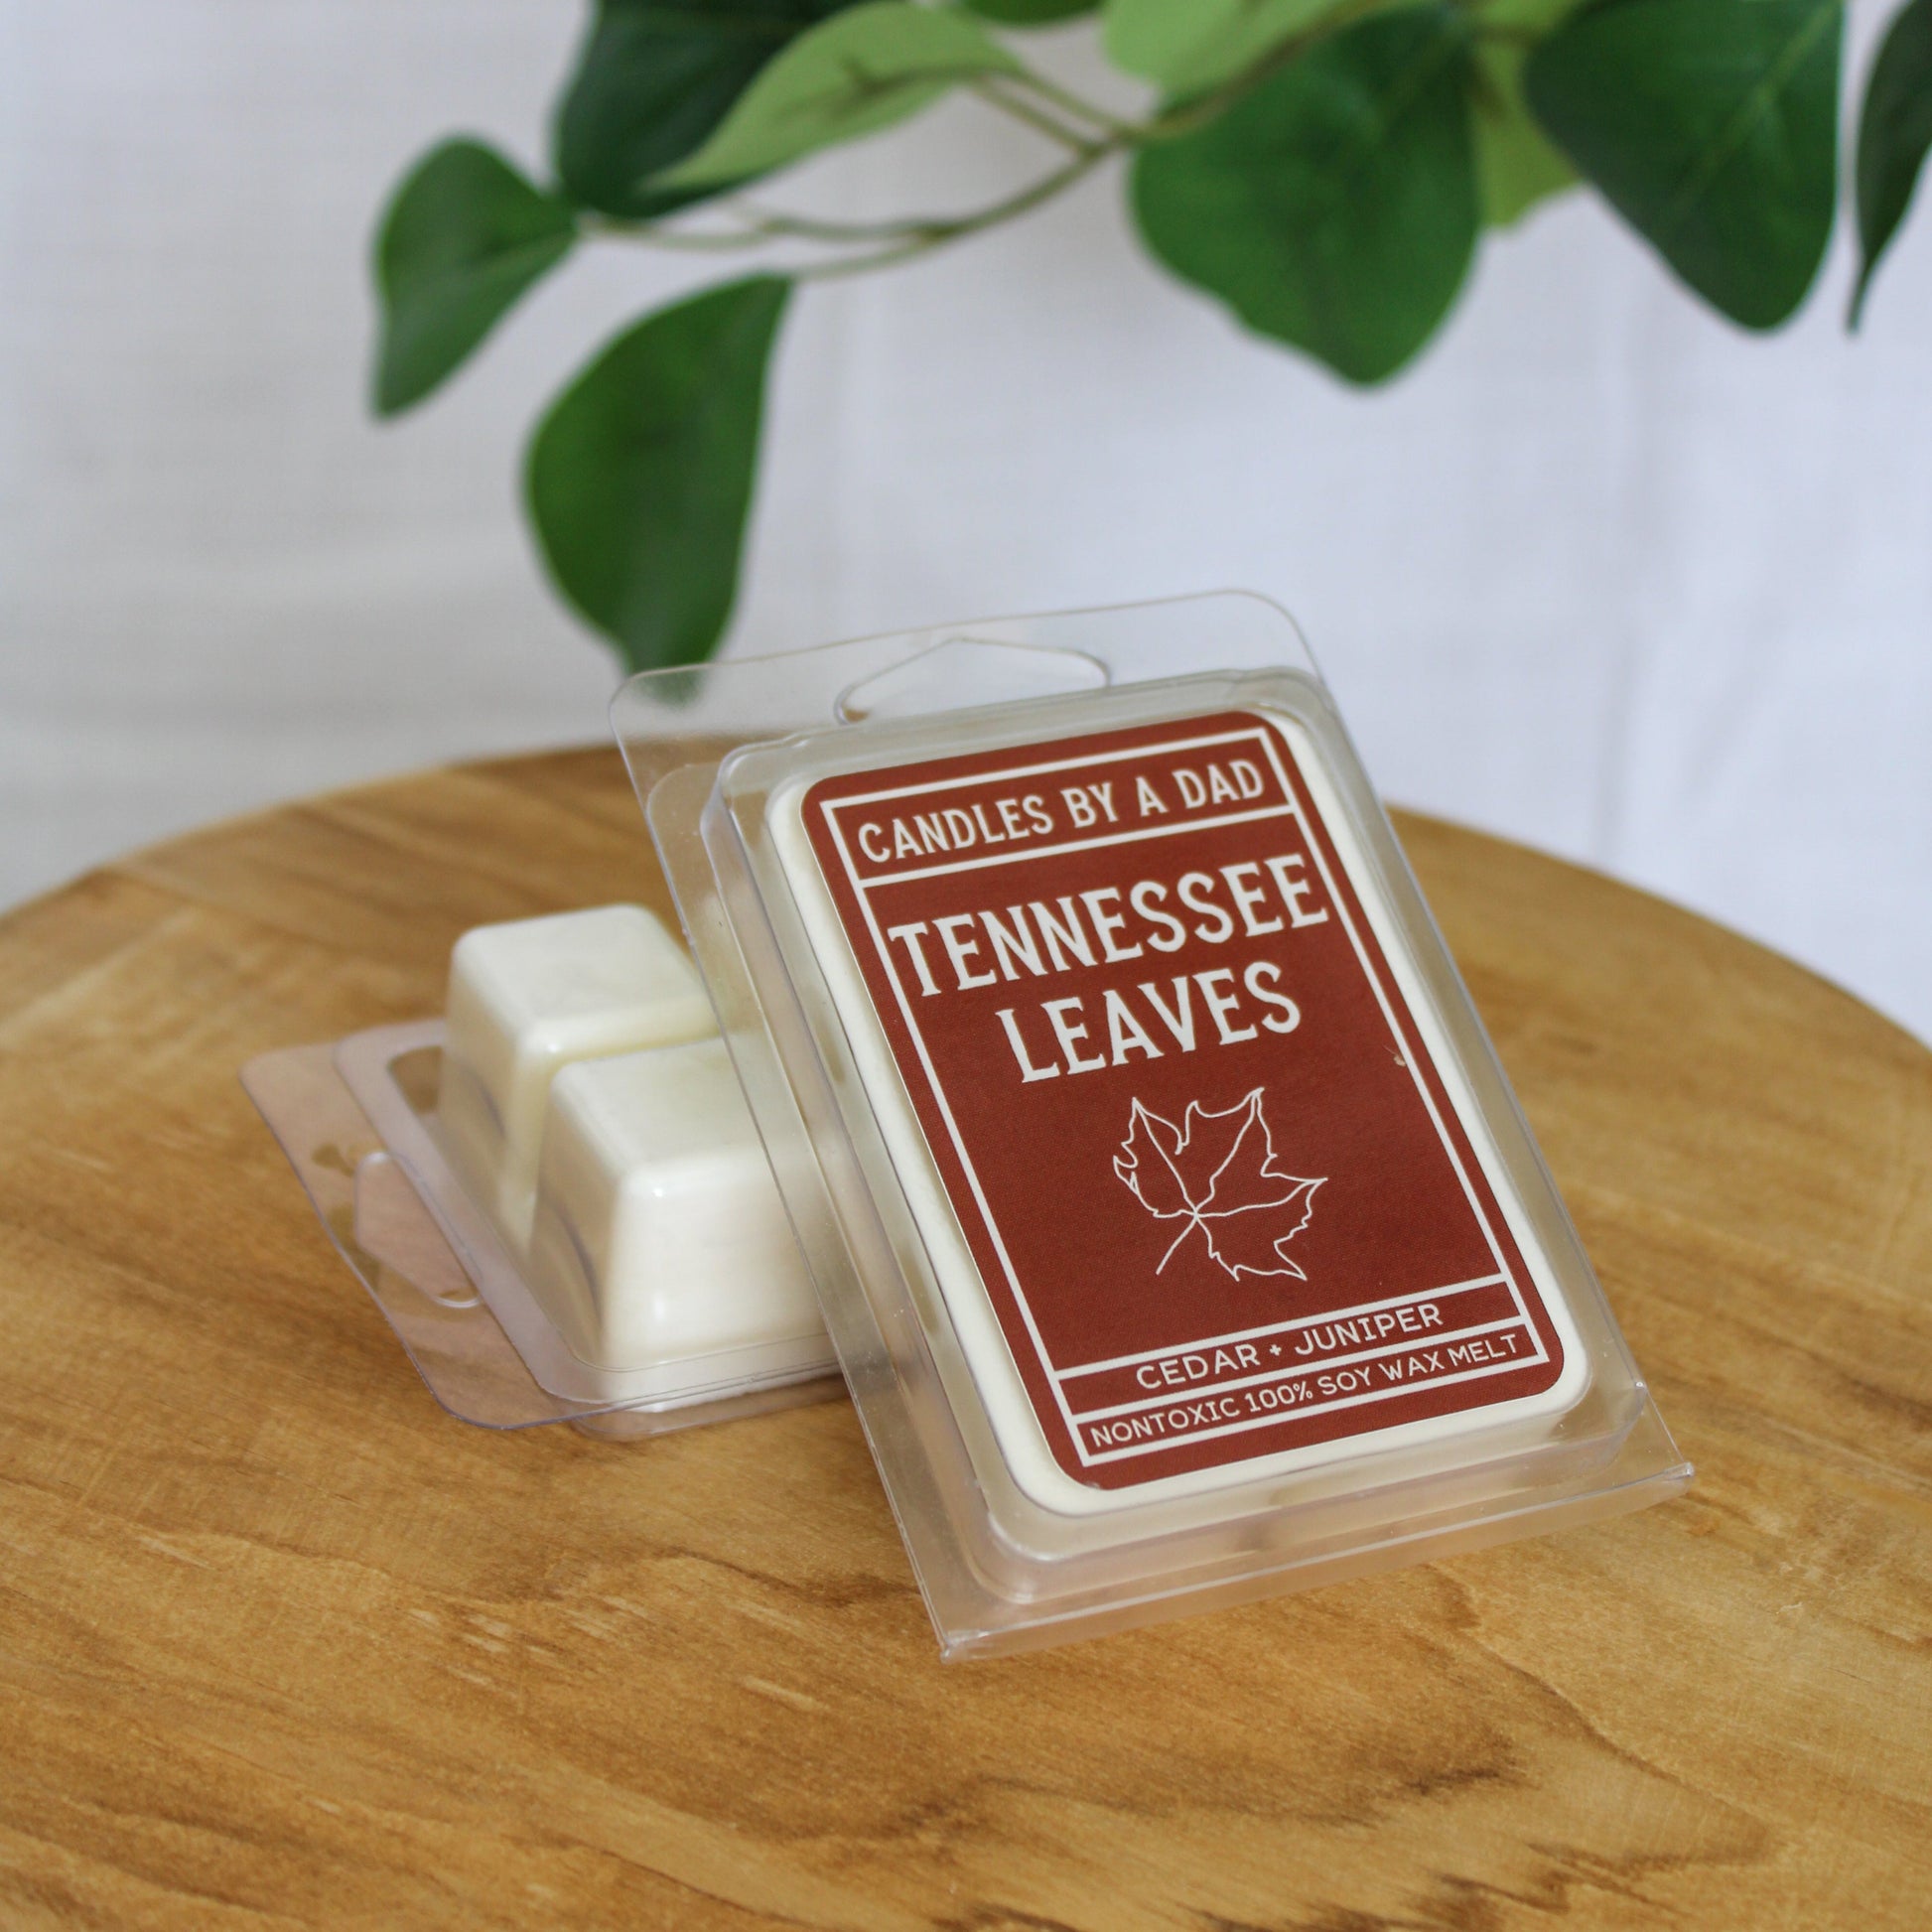 CANDLES BY A DAD
TENNESSEE
LEAVES
CEDAR + JUNIPER
NONTOXIC 100% SOY WAX MELT